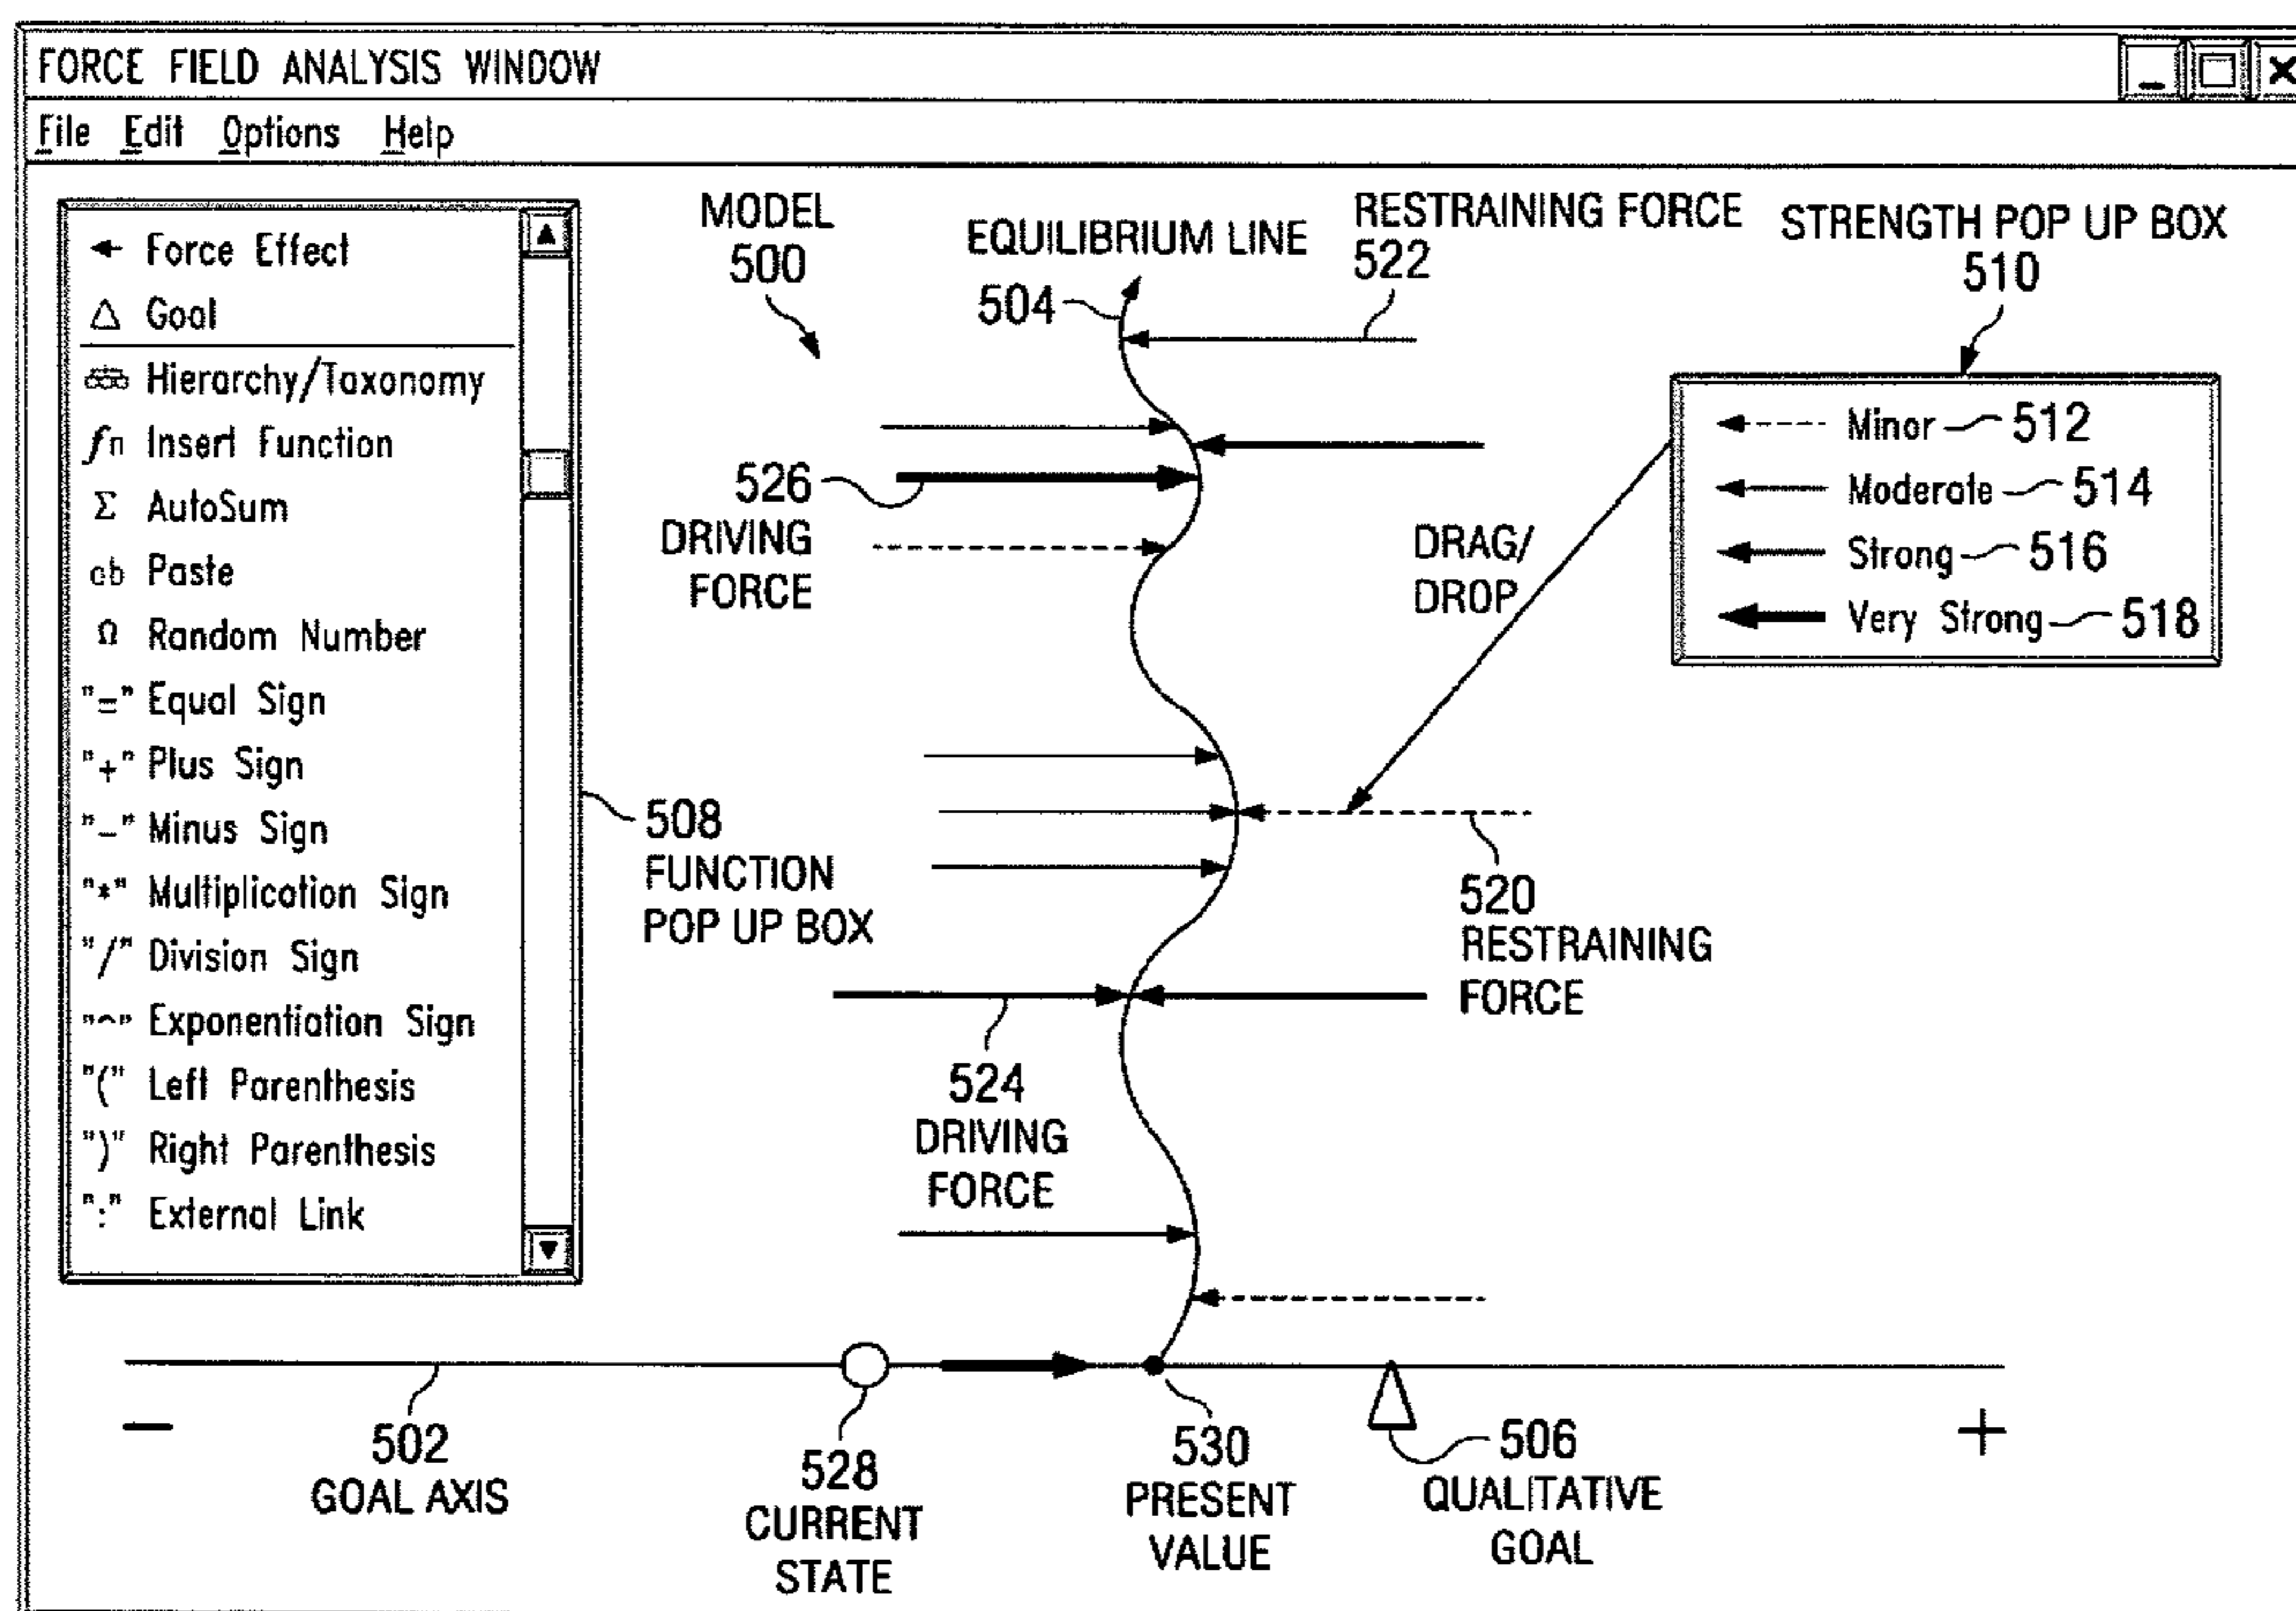 FORCE FIELD ANALYSIS WINDOW
File Edit Options Help
Force Effect
Goal
Hierarchy/Taxonomy
fn Insert Function
Σ AutoSum
ab Paste
Ω Random Number
"=" Equal Sign
"+" Plus Sign
"-" Minus Sign
"*" Multiplication Sign
"/" Division Sign
"^" Exponentiation Sign
"(" Left Parenthesis
")" Right Parenthesis
":" External Link
508
FUNCTION
POP UP BOX
MODEL
500
EQUILIBRIUM LINE
504
RESTRAINING FORCE
522
STRENGTH POP UP BOX
510
Minor 512
Moderate 514
Strong 516
Very Strong 518
526
DRIVING
FORCE
DRAG/
DROP
520
RESTRAINING
FORCE
524
DRIVING
FORCE
−
502
GOAL AXIS
528
CURRENT
STATE
530
PRESENT
VALUE
506
QUALITATIVE
GOAL
+